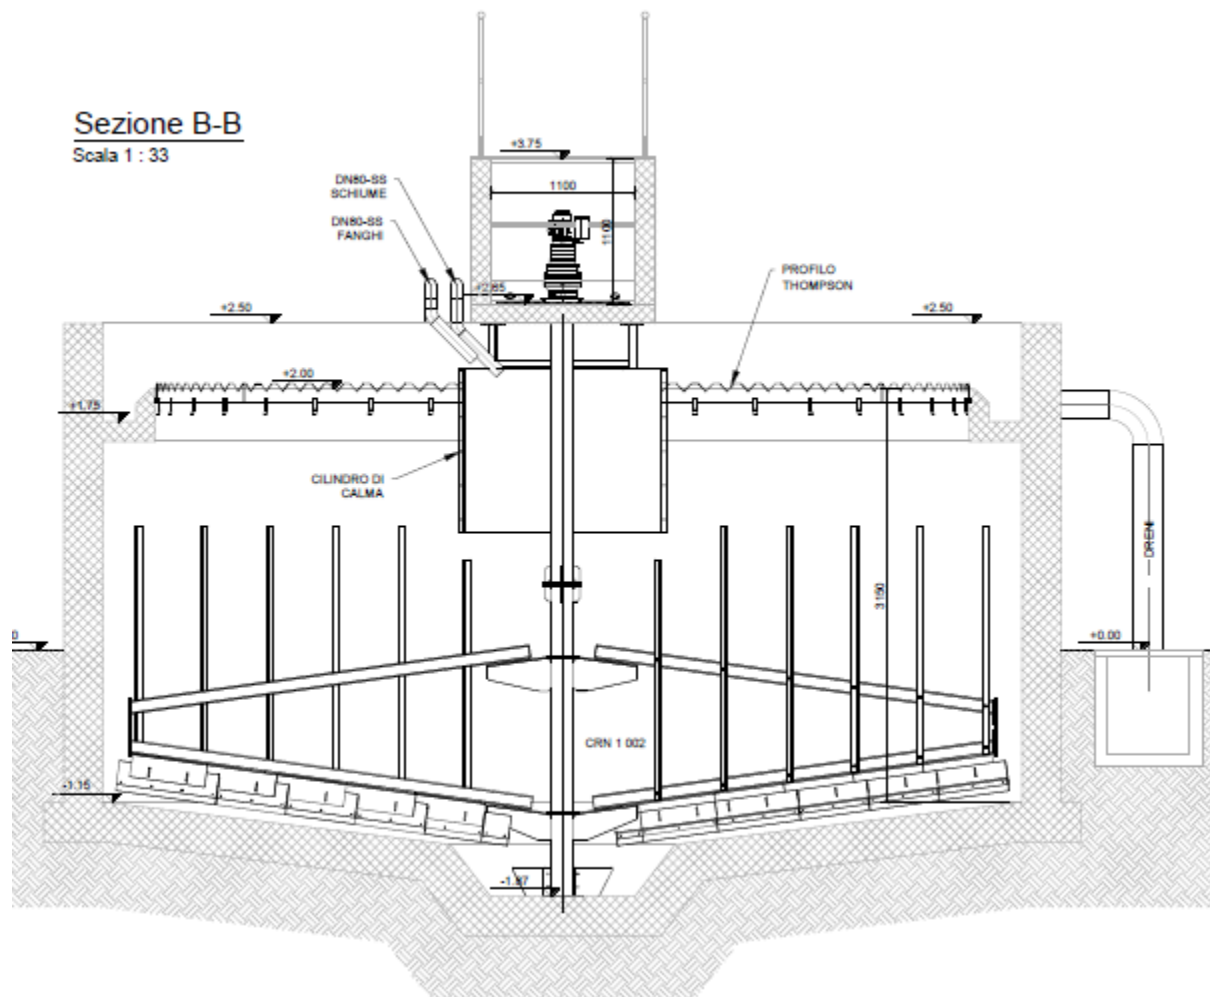 Sezione B-B
Scala 1 : 33
+3.75
DN80-SS
SCHIUME
DN80-SS
FANGHI
1100
1100
PROFILO
THOMPSON
+2.65
+2.50
+2.50
+2.00
+1.75
CILINDRO DI
CALMA
DRENI
3150
+0.00
CRN 1 002
-1.15
-1.87